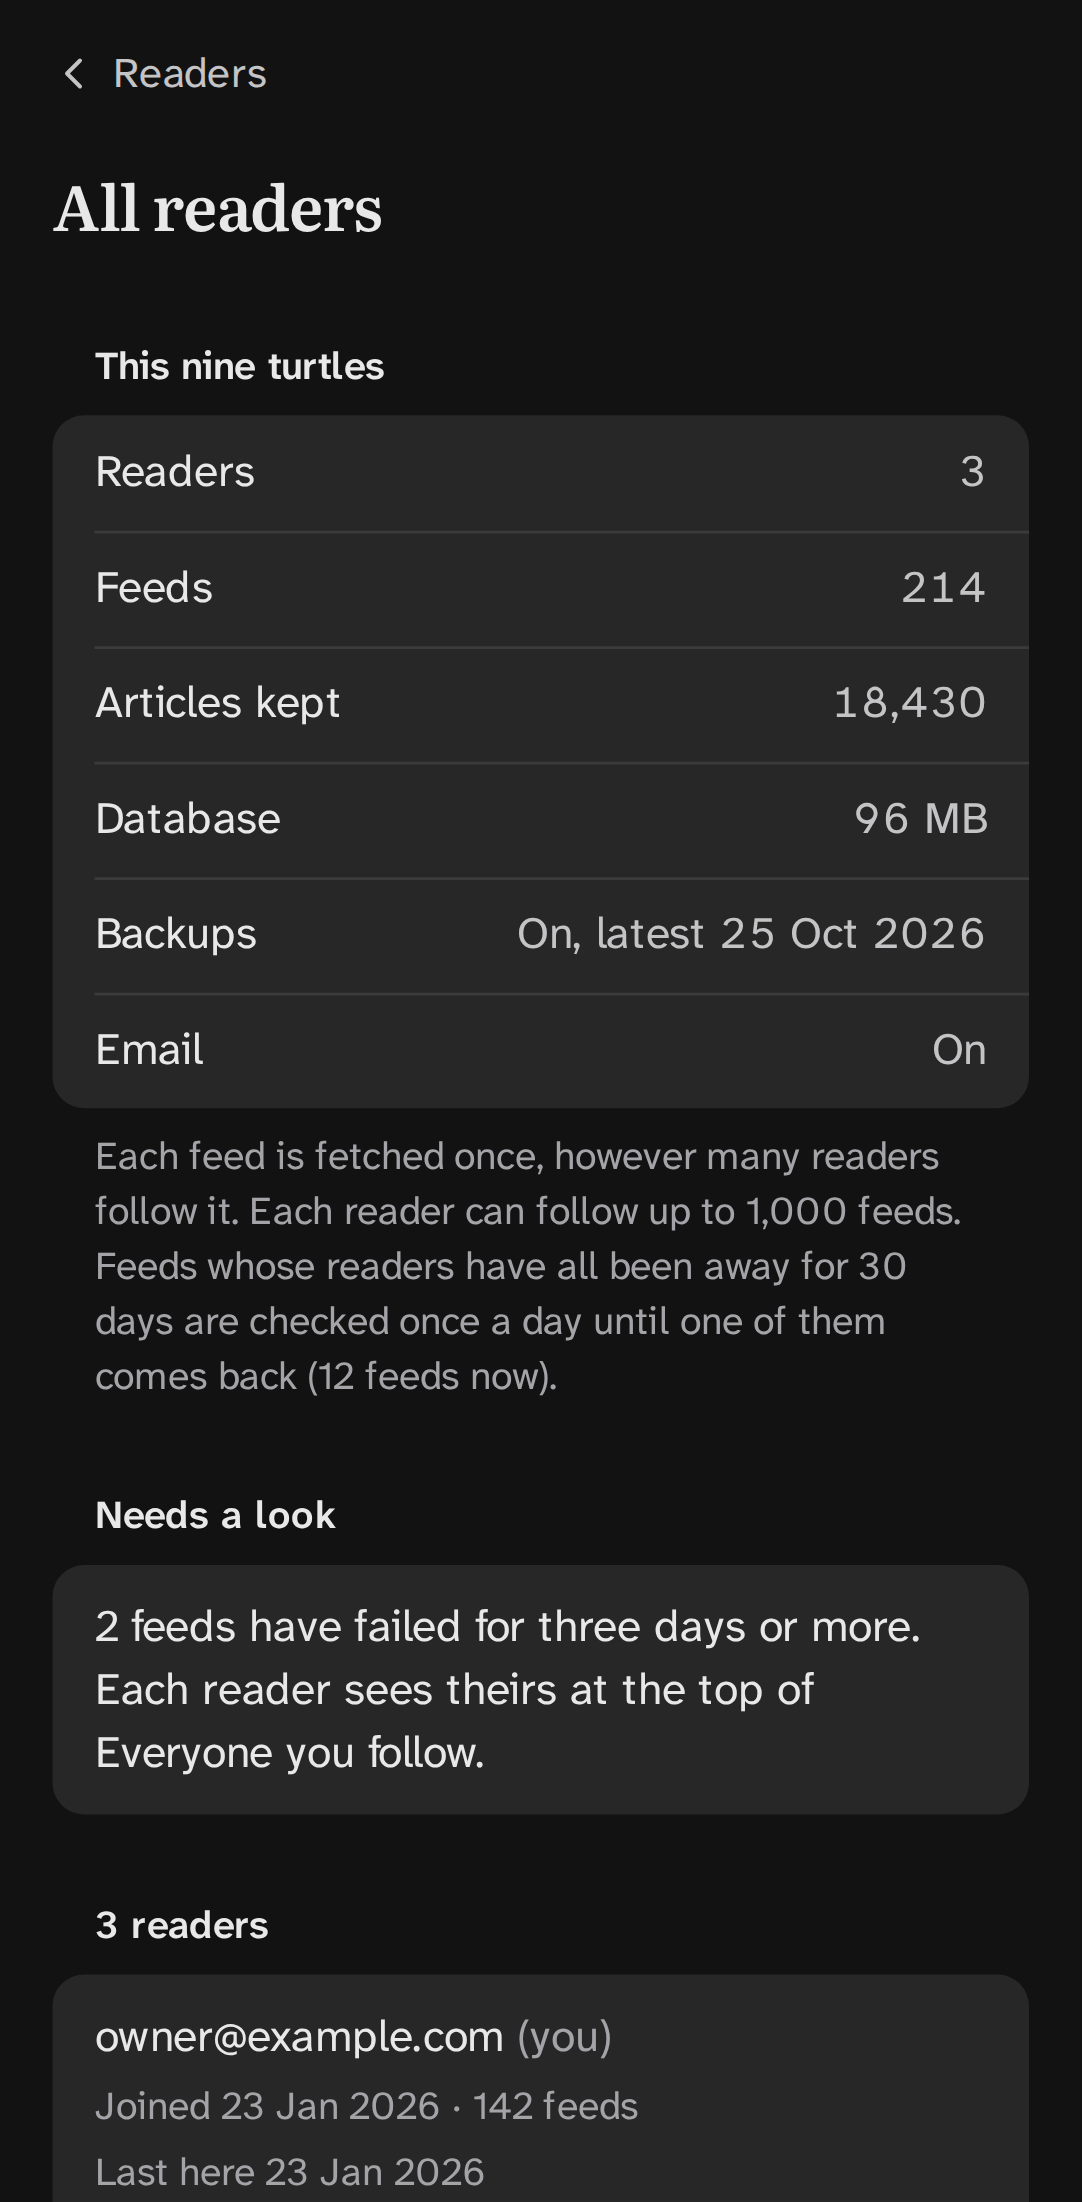 Readers
All readers
This nine turtles
Readers 3
Feeds 214
Articles kept 18,430
Database 96 MB
Backups On, latest 25 Oct 2026
Email On
Each feed is fetched once, however many readers
follow it. Each reader can follow up to 1,000 feeds.
Feeds whose readers have all been away for 30
days are checked once a day until one of them
comes back (12 feeds now).
Needs a look
2 feeds have failed for three days or more.
Each reader sees theirs at the top of
Everyone you follow.
3 readers
owner@example.com (you)
Joined 23 Jan 2026 · 142 feeds
Last here 23 Jan 2026